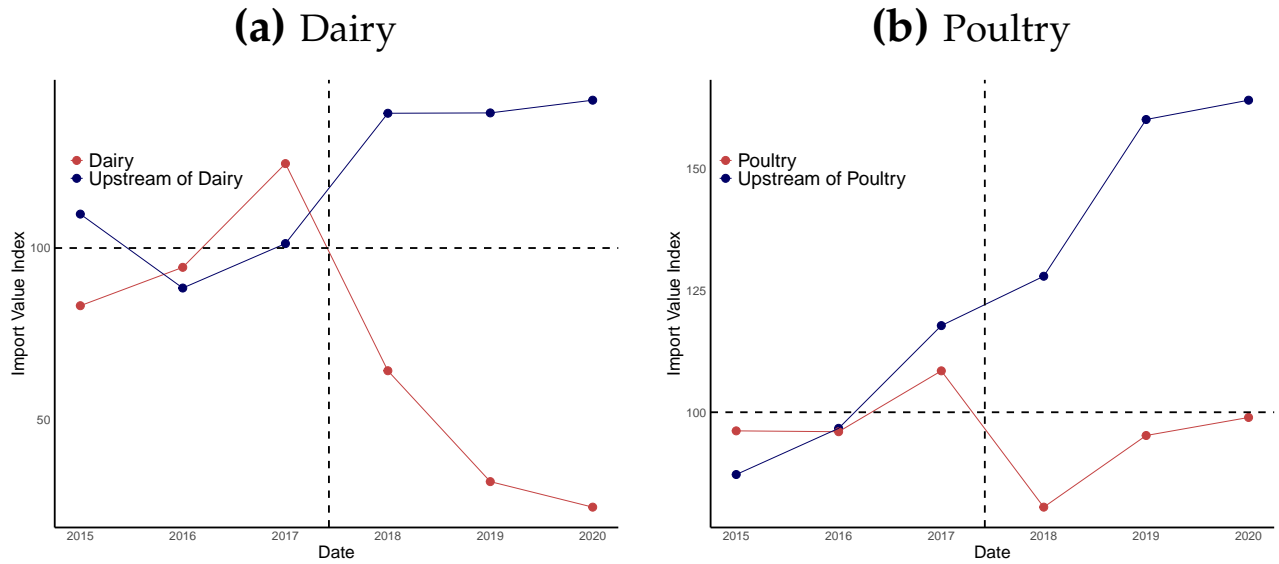 (a) Dairy
Import Value Index
100
50
Dairy
Upstream of Dairy
2015 2016 2017 2018 2019 2020
Date
(b) Poultry
Import Value Index
150
125
100
Poultry
Upstream of Poultry
2015 2016 2017 2018 2019 2020
Date